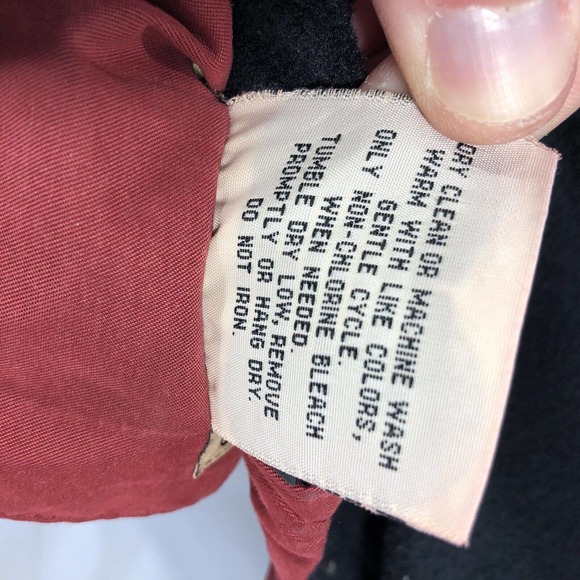 DRY CLEAN OR MACHINE WASH
WARM WITH LIKE COLORS,
GENTLE CYCLE.
ONLY NON-CHLORINE BLEACH
WHEN NEEDED.
TUMBLE DRY LOW, REMOVE
PROMPTLY OR HANG DRY.
DO NOT IRON.